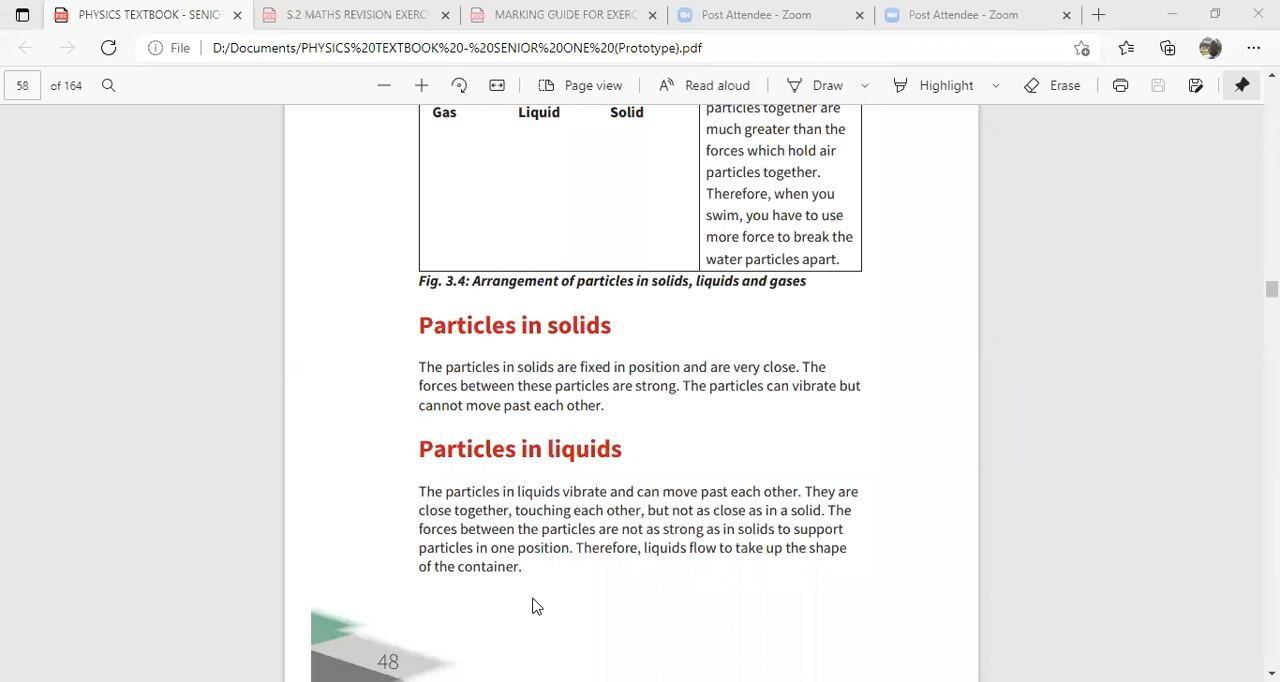 PHYSICS TEXTBOOK - SENIO
S.2 MATHS REVISION EXERC
MARKING GUIDE FOR EXERC
Post Attendee - Zoom
Post Attendee - Zoom
File
D:/Documents/PHYSICS%20TEXTBOOK%20-%20SENIOR%20ONE%20(Prototype).pdf
58 of 164
Page view
Read aloud
Draw
Highlight
Erase
Gas Liquid Solid
particles together are
much greater than the
forces which hold air
particles together.
Therefore, when you
swim, you have to use
more force to break the
water particles apart.
Fig. 3.4: Arrangement of particles in solids, liquids and gases
Particles in solids
The particles in solids are fixed in position and are very close. The
forces between these particles are strong. The particles can vibrate but
cannot move past each other.
Particles in liquids
The particles in liquids vibrate and can move past each other. They are
close together, touching each other, but not as close as in a solid. The
forces between the particles are not as strong as in solids to support
particles in one position. Therefore, liquids flow to take up the shape
of the container.
48